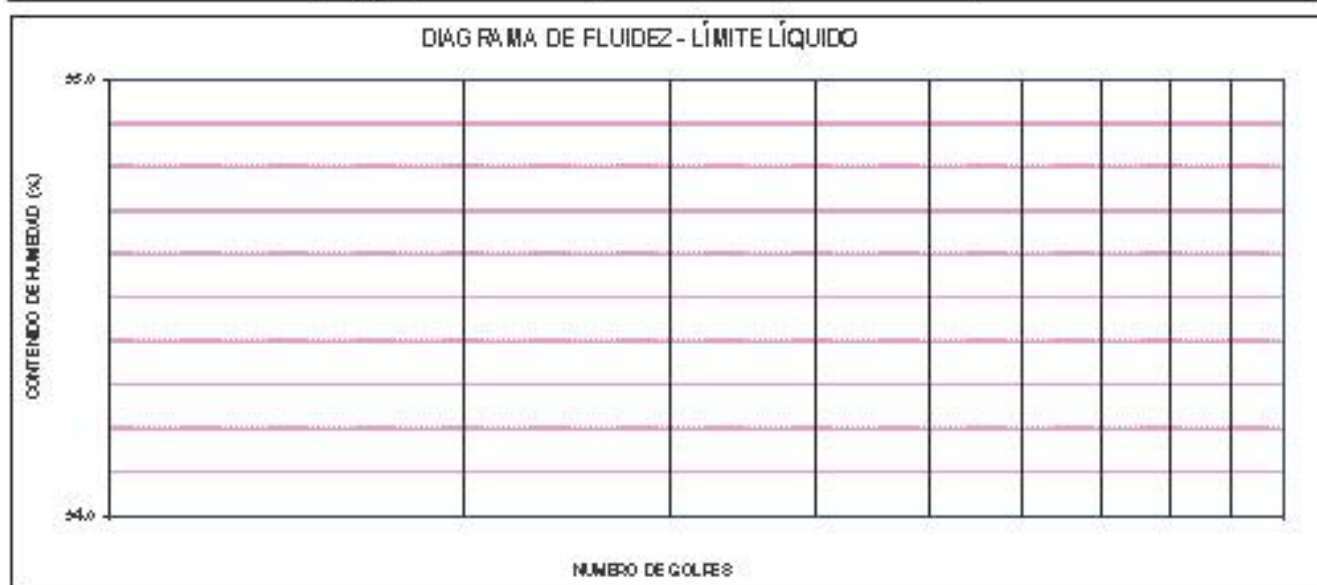 DIAGRAMA DE FLUIDEZ - LÍMITE LÍQUIDO
CONTENIDO DE HUMEDAD (%)
NUMERO DE GOLPES